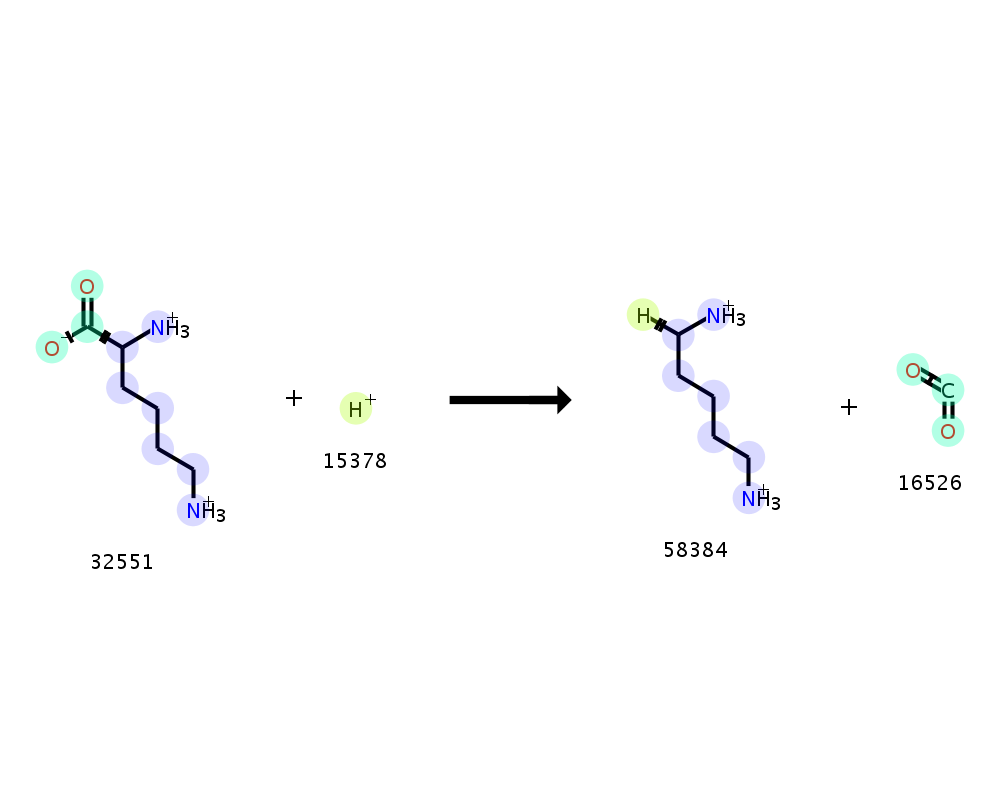 O
O⁻
NH₃⁺
NH₃⁺
32551
+
H⁺
15378
H
NH₃⁺
NH₃⁺
58384
+
O
C
O
16526